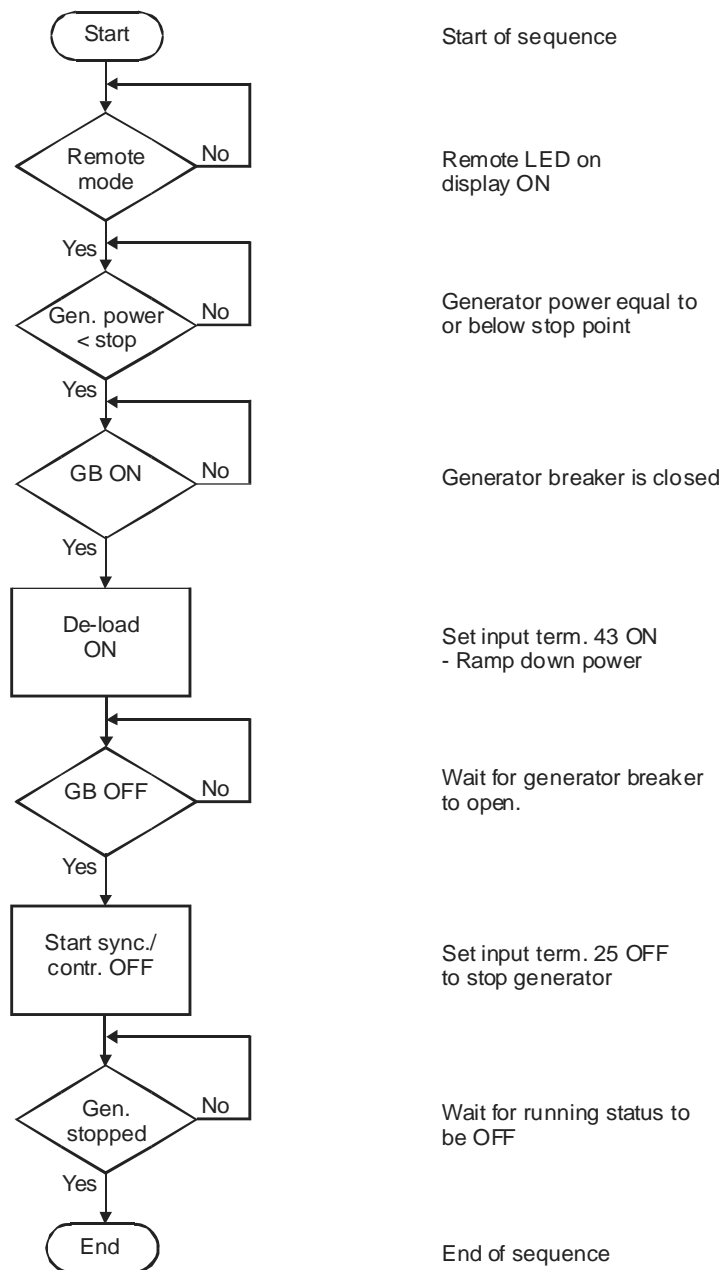 Start
Start of sequence
Remote
mode
No
Remote LED on
display ON
Yes
Gen. power
< stop
No
Generator power equal to
or below stop point
Yes
GB ON
No
Generator breaker is closed
Yes
De-load
ON
Set input term. 43 ON
- Ramp down power
GB OFF
No
Wait for generator breaker
to open.
Yes
Start sync./
contr. OFF
Set input term. 25 OFF
to stop generator
Gen.
stopped
No
Wait for running status to
be OFF
Yes
End
End of sequence